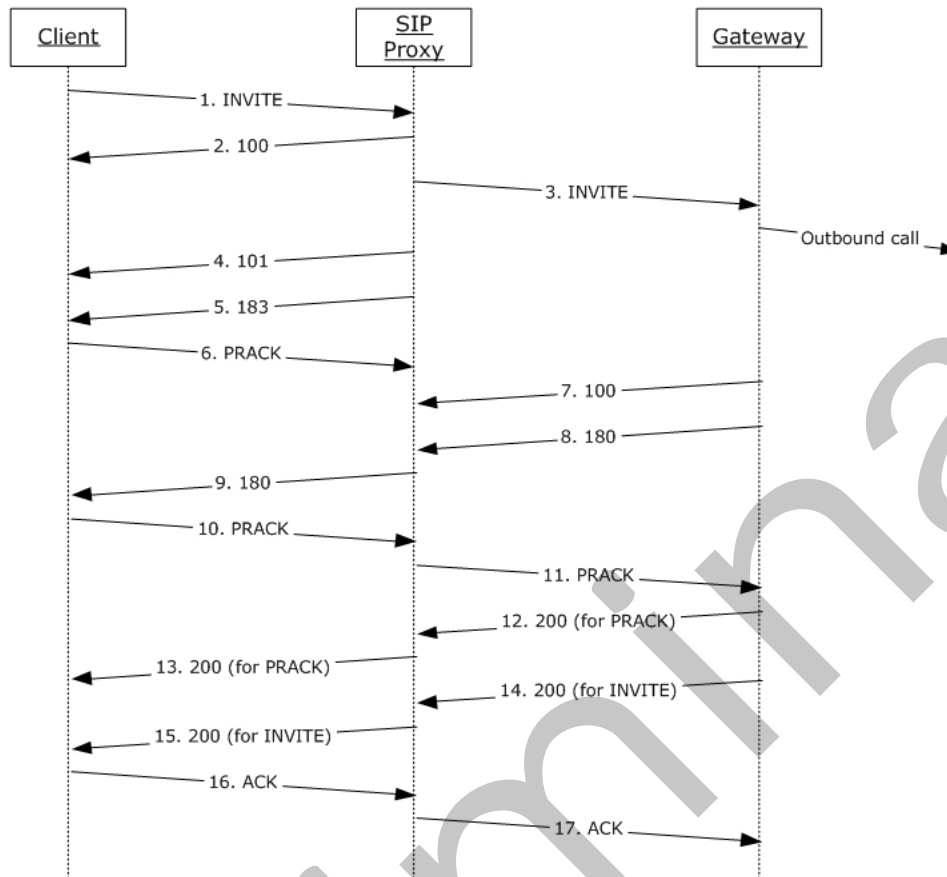 Client
SIP
Proxy
Gateway
1. INVITE
2. 100
3. INVITE
Outbound call
4. 101
5. 183
6. PRACK
7. 100
8. 180
9. 180
10. PRACK
11. PRACK
12. 200 (for PRACK)
13. 200 (for PRACK)
14. 200 (for INVITE)
15. 200 (for INVITE)
16. ACK
17. ACK